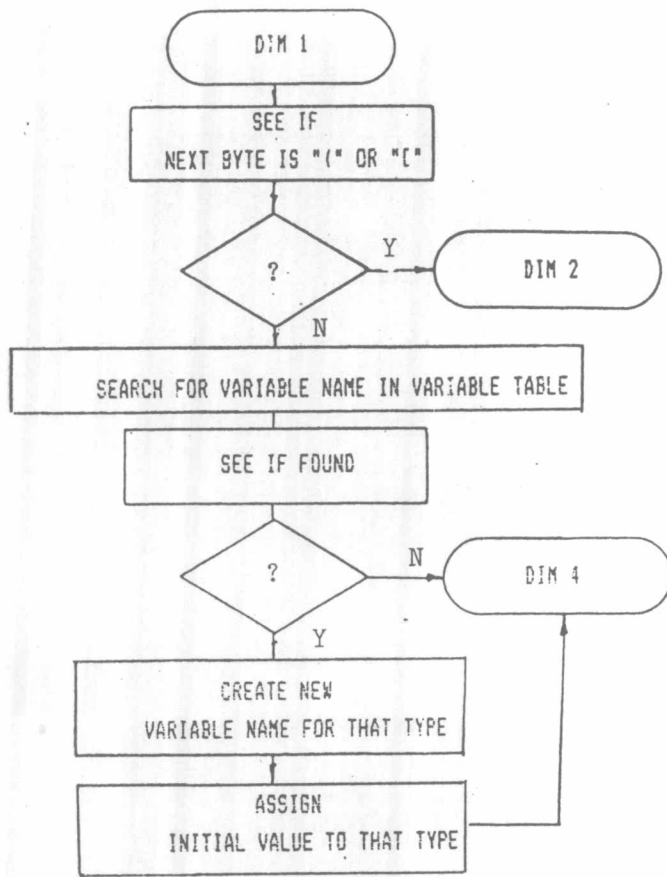 DIM 1
SEE IF
NEXT BYTE IS "(" OR "["
?
Y
DIM 2
N
SEARCH FOR VARIABLE NAME IN VARIABLE TABLE
SEE IF FOUND
?
N
DIM 4
Y
CREATE NEW
VARIABLE NAME FOR THAT TYPE
ASSIGN
INITIAL VALUE TO THAT TYPE